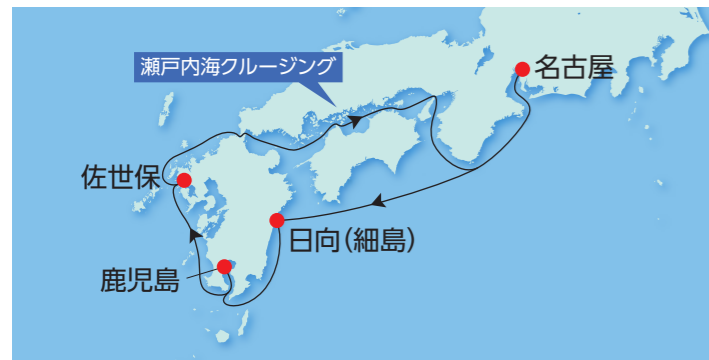 瀬戸内海クルージング
名古屋
佐世保
日向(細島)
鹿児島